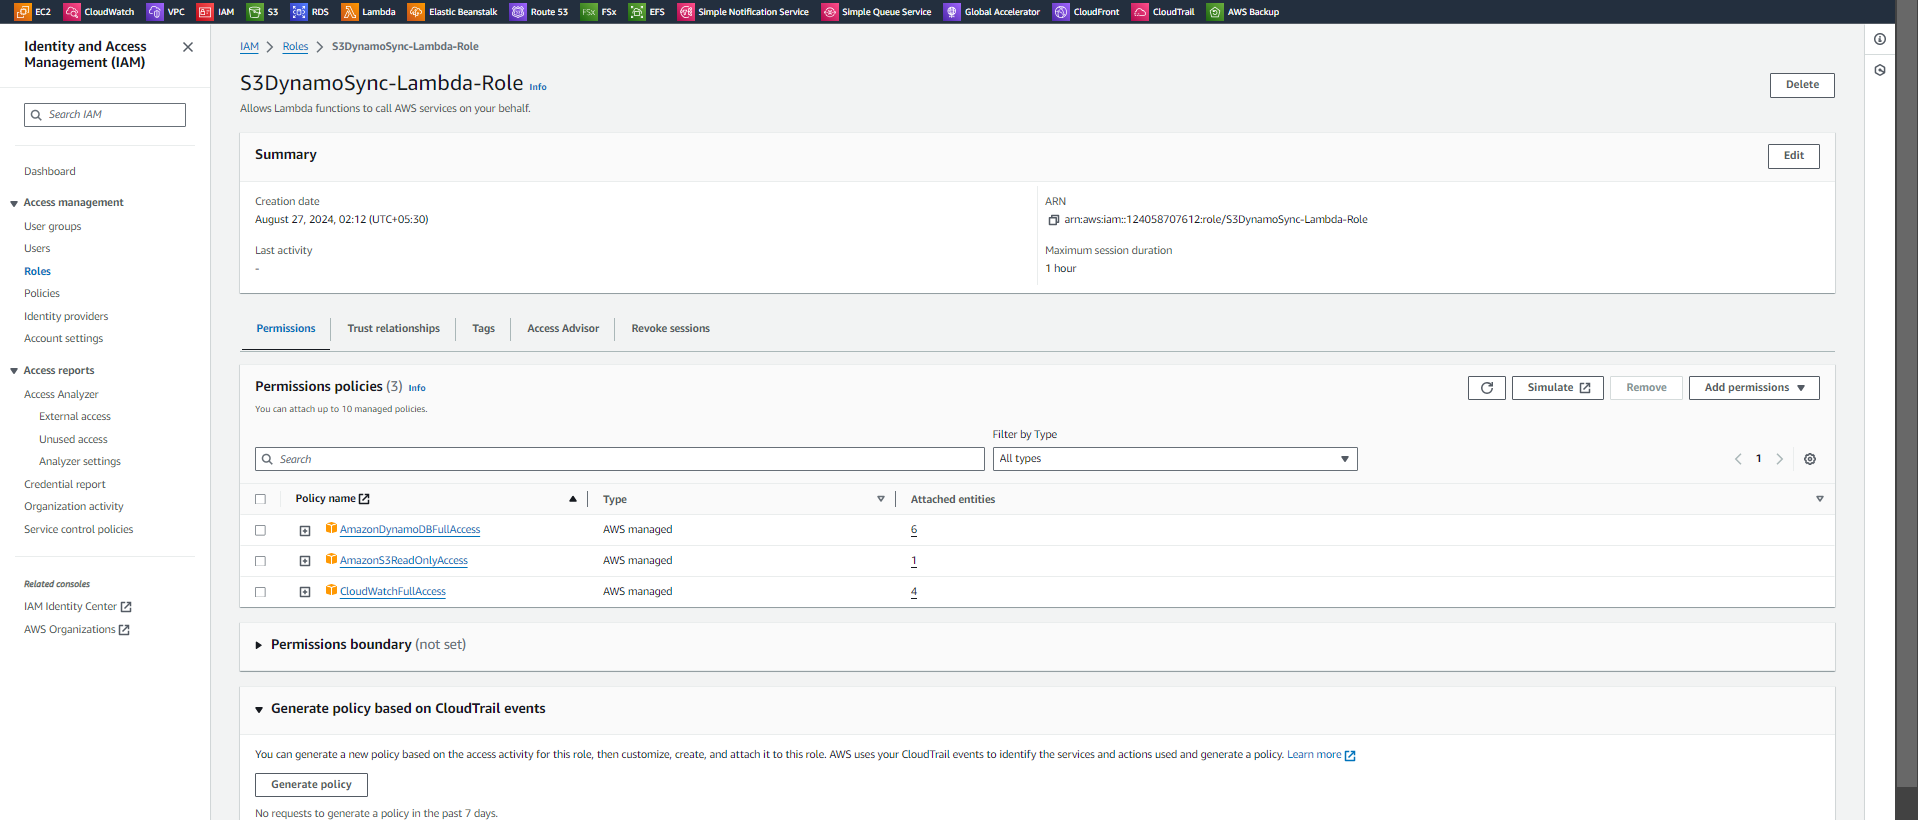 EC2 CloudWatch VPC IAM S3 RDS Lambda Elastic Beanstalk Route 53 FSx FSx EFS Simple Notification Service Simple Queue Service Global Accelerator CloudFront CloudTrail AWS Backup
Identity and Access
Management (IAM)
Search IAM
Dashboard
Access management
User groups
Users
Roles
Policies
Identity providers
Account settings
Access reports
Access Analyzer
External access
Unused access
Analyzer settings
Credential report
Organization activity
Service control policies
Related consoles
IAM Identity Center
AWS Organizations
IAM Roles S3DynamoSync-Lambda-Role
S3DynamoSync-Lambda-Role Info
Allows Lambda functions to call AWS services on your behalf.
Delete
Summary
Edit
Creation date
August 27, 2024, 02:12 (UTC+05:30)
Last activity
-
ARN
arn:aws:iam::124058707612:role/S3DynamoSync-Lambda-Role
Maximum session duration
1 hour
Permissions Trust relationships Tags Access Advisor Revoke sessions
Permissions policies (3) Info
You can attach up to 10 managed policies.
Simulate Remove Add permissions
Filter by Type
Search All types 1
Policy name Type Attached entities
AmazonDynamoDBFullAccess AWS managed 6
AmazonS3ReadOnlyAccess AWS managed 1
CloudWatchFullAccess AWS managed 4
Permissions boundary (not set)
Generate policy based on CloudTrail events
You can generate a new policy based on the access activity for this role, then customize, create, and attach it to this role. AWS uses your CloudTrail events to identify the services and actions used and generate a policy. Learn more
Generate policy
No requests to generate a policy in the past 7 days.